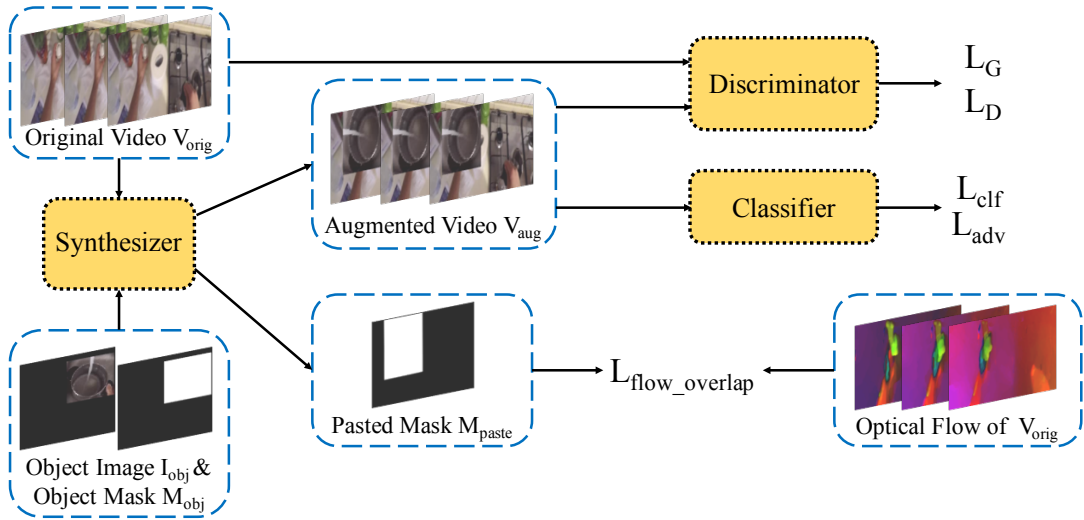 Original Video V_orig
Synthesizer
Object Image I_obj &
Object Mask M_obj
Augmented Video V_aug
Pasted Mask M_paste
Discriminator
Classifier
L_G
L_D
L_clf
L_adv
L_flow_overlap
Optical Flow of V_orig